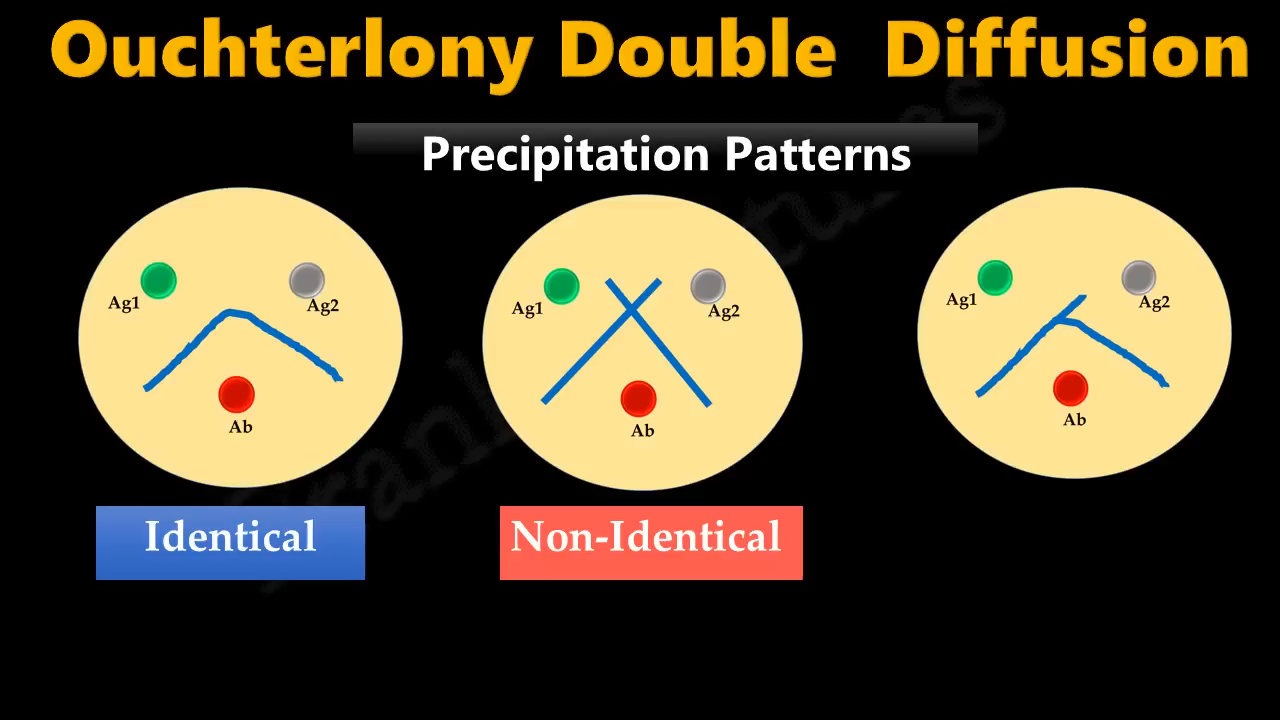 Ouchterlony Double Diffusion
Precipitation Patterns
Ag1
Ag2
Ab
Ag1
Ag2
Ab
Ag1
Ag2
Ab
Identical
Non-Identical